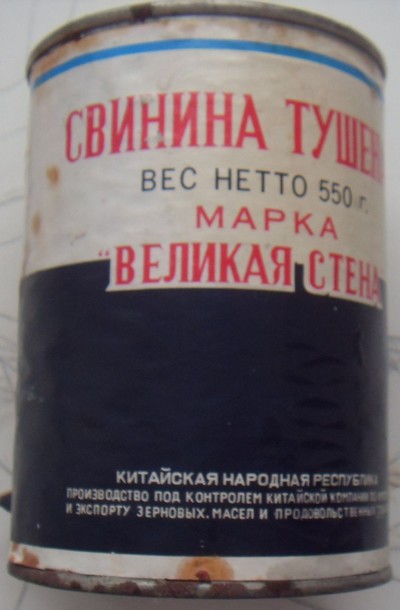 СВИНИНА ТУШЕН
ВЕС НЕТТО 550 г.
МАРКА
"ВЕЛИКАЯ СТЕНА
КИТАЙСКАЯ НАРОДНАЯ РЕСПУБЛИКА
ПРОИЗВОДСТВО ПОД КОНТРОЛЕМ КИТАЙСКОЙ КОМПАНИИ ПО
И ЭКСПОРТУ ЗЕРНОВЫХ. МАСЕЛ И ПРОДОВОЛЬСТВЕННЫХ